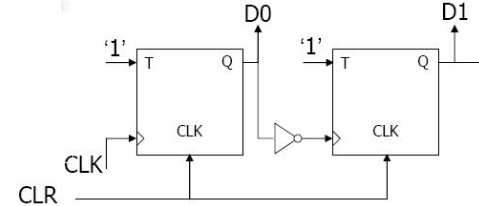 D0 D1
‘1’ ‘1’
T Q T Q
CLK CLK
CLK
CLR